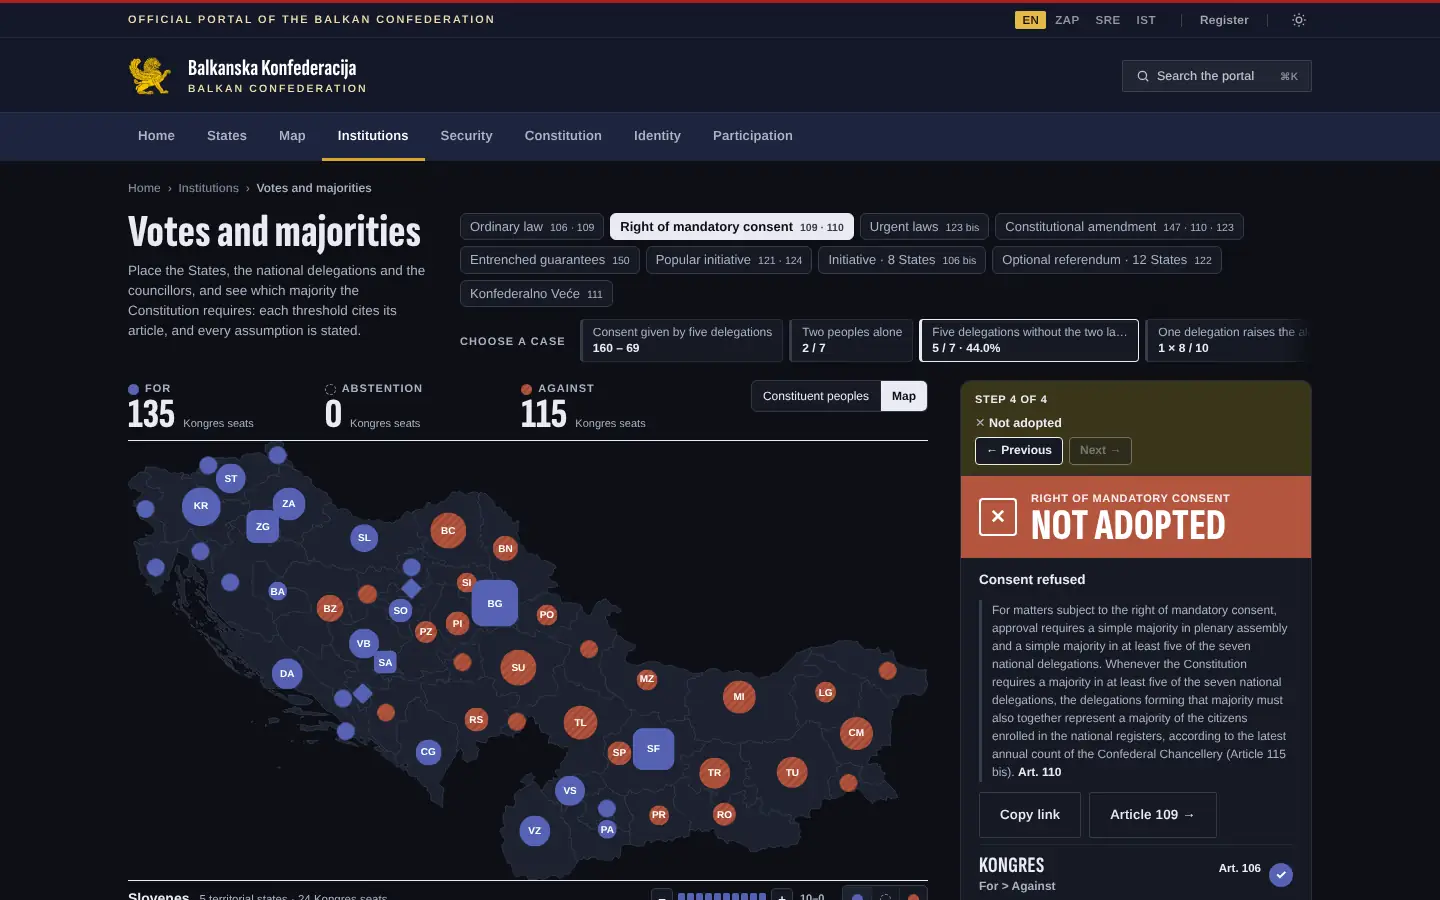 OFFICIAL PORTAL OF THE BALKAN CONFEDERATION
EN ZAP SRE IST Register
Balkanska Konfederacija
BALKAN CONFEDERATION
Search the portal ⌘K
Home States Map Institutions Security Constitution Identity Participation
Home › Institutions › Votes and majorities
Votes and majorities
Place the States, the national delegations and the
councillors, and see which majority the
Constitution requires: each threshold cites its
article, and every assumption is stated.
Ordinary law 106 · 109
Right of mandatory consent 109 · 110
Urgent laws 123 bis
Constitutional amendment 147 · 110 · 123
Entrenched guarantees 150
Popular initiative 121 · 124
Initiative · 8 States 106 bis
Optional referendum · 12 States 122
Konfederalno Veće 111
CHOOSE A CASE
Consent given by five delegations
160 – 69
Two peoples alone
2 / 7
Five delegations without the two la…
5 / 7 · 44.0%
One delegation raises the al
1 × 8 / 10
FOR
135 Kongres seats
ABSTENTION
0 Kongres seats
AGAINST
115 Kongres seats
Constituent peoples Map
ST
KR
ZA
ZG
SL
BC
BN
SI
BA
BG
BZ
SO
PO
PI
PZ
VB
SA
SU
DA
MZ
MI
LG
RS
TL
CM
CG
SP
SF
TR
TU
VS
PR
RO
VZ
PA
Slovenes 5 territorial states · 24 Kongres seats
− + 10–0
STEP 4 OF 4
✕ Not adopted
← Previous Next →
RIGHT OF MANDATORY CONSENT
NOT ADOPTED
Consent refused
For matters subject to the right of mandatory consent,
approval requires a simple majority in plenary assembly
and a simple majority in at least five of the seven
national delegations. Whenever the Constitution
requires a majority in at least five of the seven national
delegations, the delegations forming that majority must
also together represent a majority of the citizens
enrolled in the national registers, according to the latest
annual count of the Confederal Chancellery (Article 115
bis). Art. 110
Copy link Article 109 →
KONGRES
Art. 106
For > Against